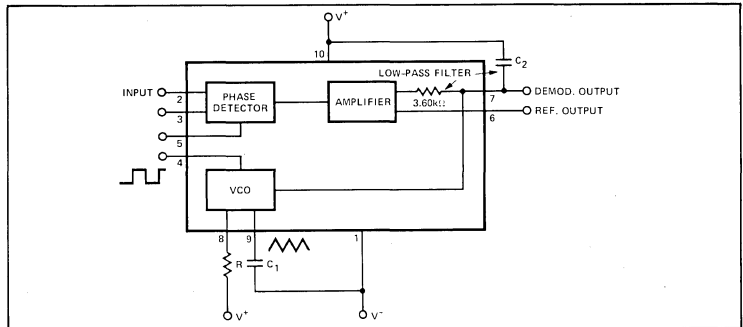 V+
10
C2
LOW-PASS FILTER
INPUT
2
PHASE
DETECTOR
AMPLIFIER
3.60kΩ
7
DEMOD. OUTPUT
3
6
REF. OUTPUT
5
4
VCO
8
9
1
R
C1
V+
V-